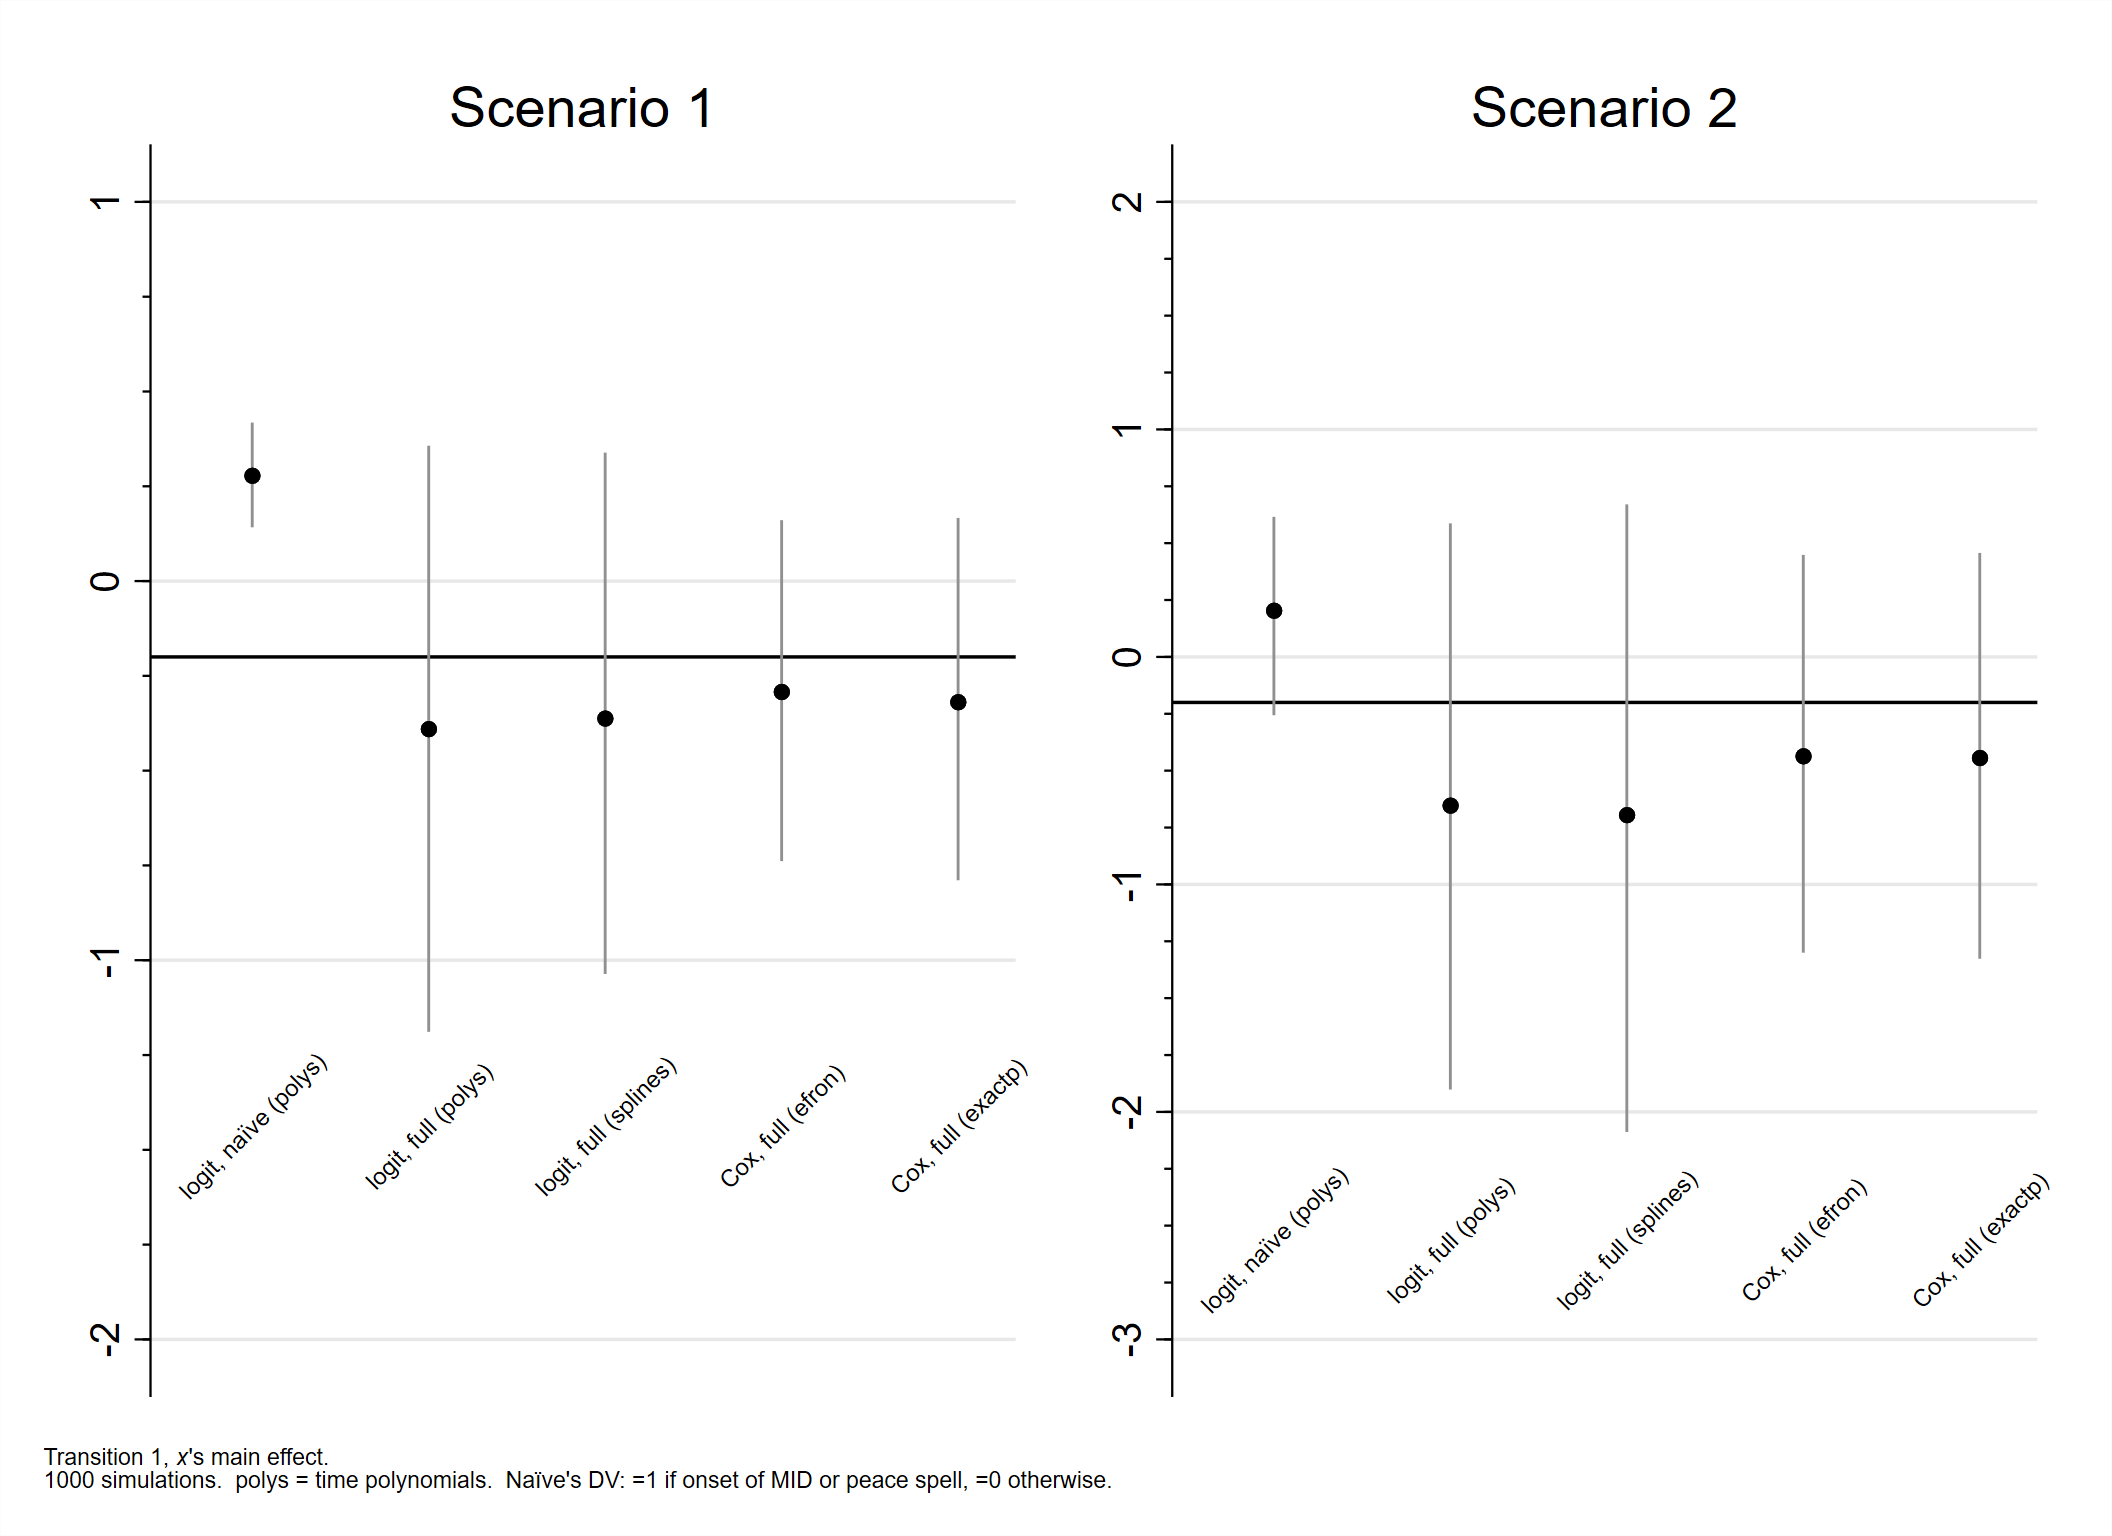 Scenario 1
1
0
-1
-2
logit, naïve (polys)
logit, full (polys)
logit, full (splines)
Cox, full (efron)
Cox, full (exactp)
Scenario 2
2
1
0
-1
-2
-3
logit, naïve (polys)
logit, full (polys)
logit, full (splines)
Cox, full (efron)
Cox, full (exactp)
Transition 1, x's main effect.
1000 simulations.  polys = time polynomials.  Naïve's DV: =1 if onset of MID or peace spell, =0 otherwise.